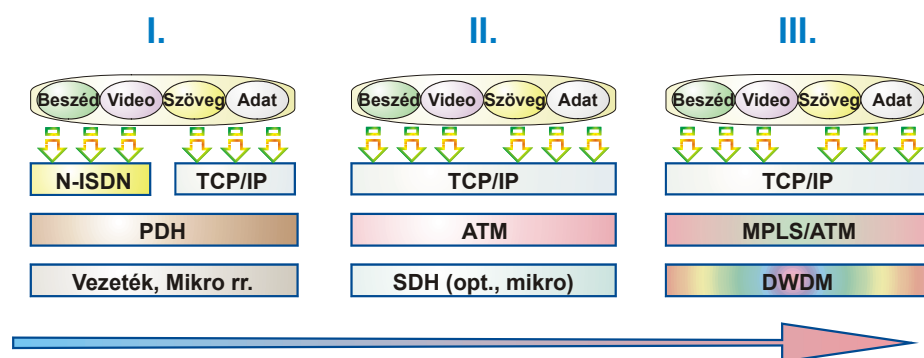 I. II. III.
Beszéd Video Szöveg Adat Beszéd Video Szöveg Adat Beszéd Video Szöveg Adat
N-ISDN TCP/IP TCP/IP TCP/IP
PDH ATM MPLS/ATM
Vezeték, Mikro rr. SDH (opt., mikro) DWDM